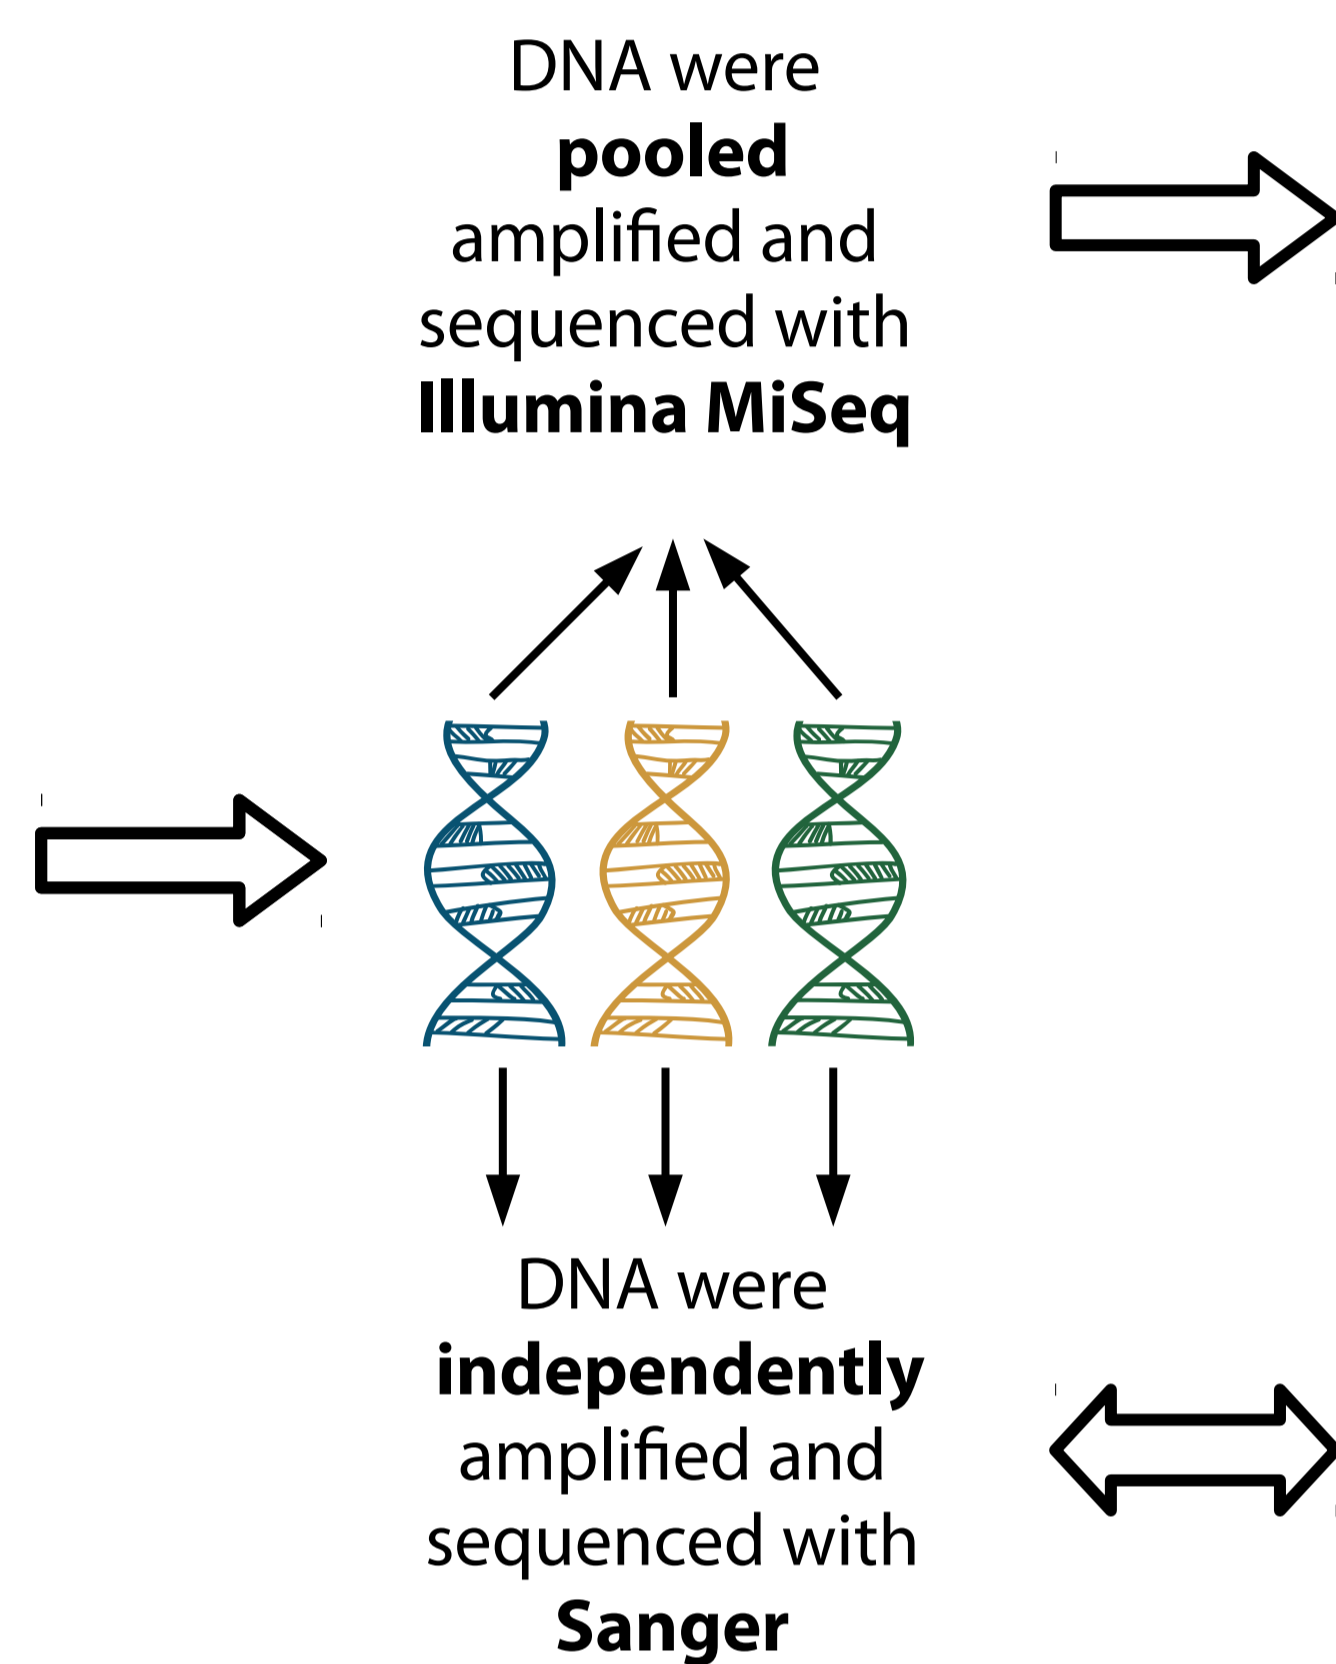 DNA were
pooled
amplified and
sequenced with
Illumina MiSeq
DNA were
independently
amplified and
sequenced with
Sanger